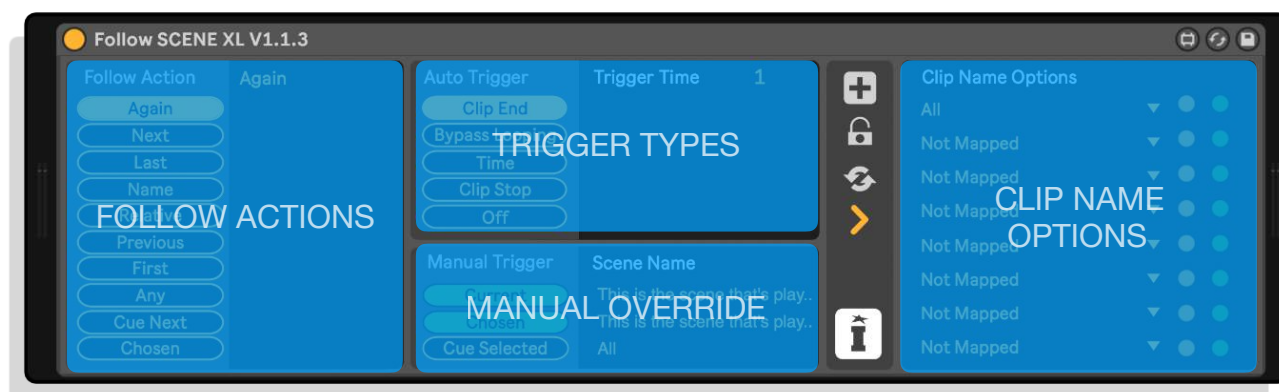 Follow SCENE XL V1.1.3
Follow Action
Again
Again
Next
Last
Name
Relative
Previous
First
Any
Cue Next
Chosen
FOLLOW ACTIONS
Auto Trigger
Trigger Time
1
Clip End
Bypass Looping
Time
Clip Stop
Off
TRIGGER TYPES
Manual Trigger
Scene Name
Current
This is the scene that's play..
Chosen
This is the scene that's play..
Cue Selected
All
MANUAL OVERRIDE
Clip Name Options
All
Not Mapped
Not Mapped
Not Mapped
Not Mapped
Not Mapped
Not Mapped
Not Mapped
CLIP NAME
OPTIONS